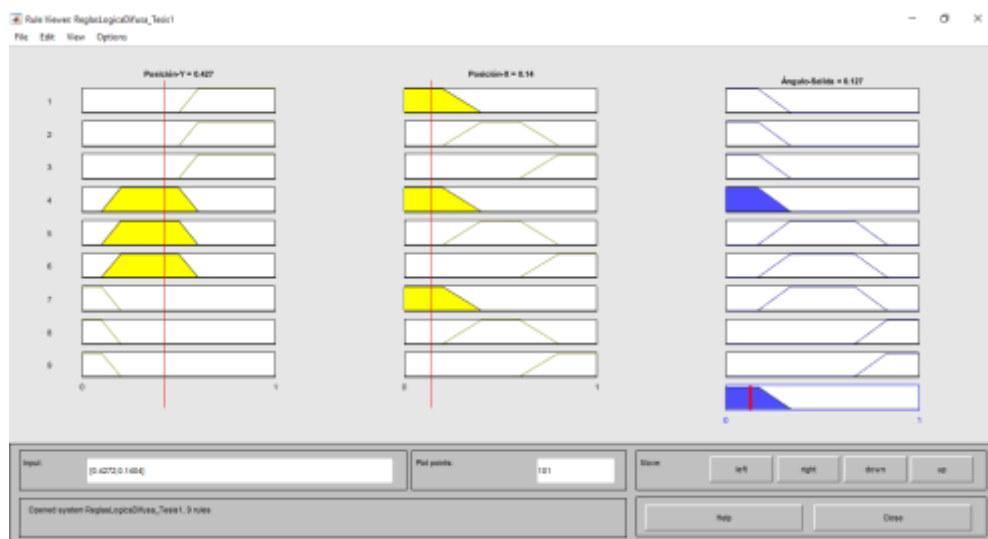 Rule Viewer: ReglasLogicaDifusa_Tesis1
File Edit View Options
Posición-Y = 0.427
Posición-X = 0.14
Ángulo-Salida = 0.127
1
2
3
4
5
6
7
8
9
0 1
0 1
0 1
Input:
[0.4272;0.1404]
Plot points:
101
Move:
left
right
down
up
Opened system ReglasLogicaDifusa_Tesis1, 9 rules
Help
Close